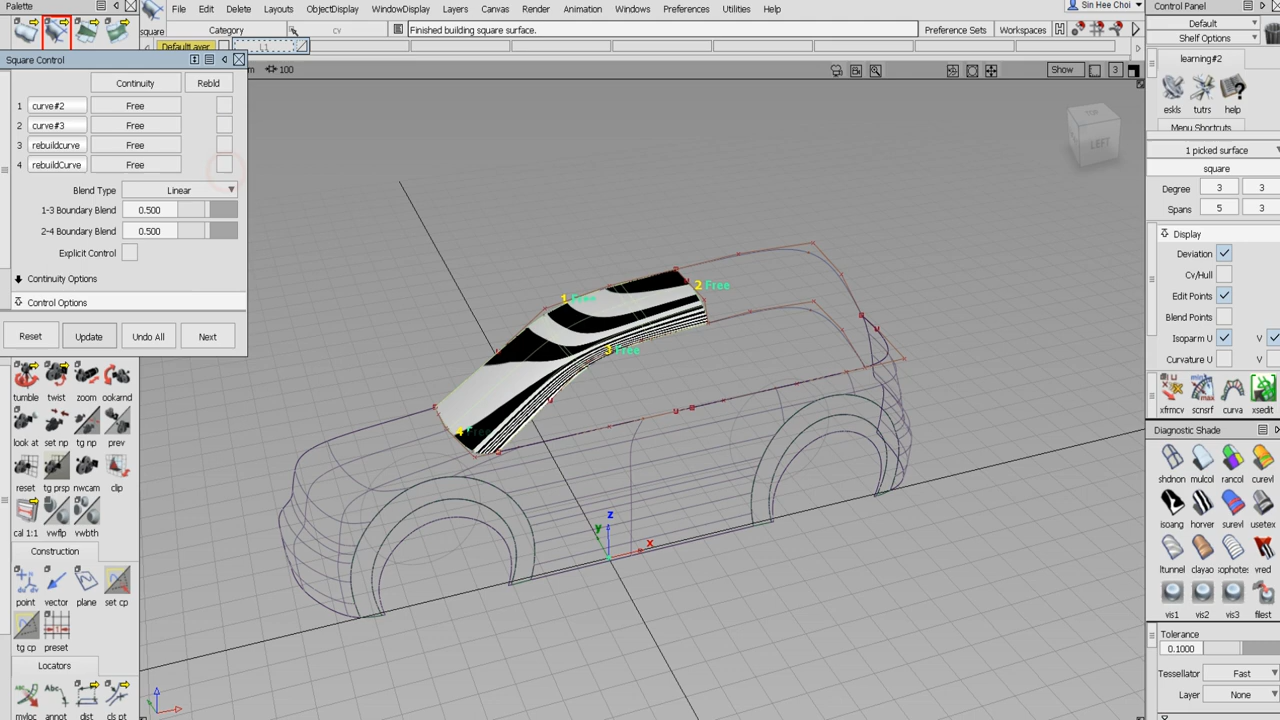 Palette
File Edit Delete Layouts ObjectDisplay WindowDisplay Layers Canvas Render Animation Windows Preferences Utilities Help
Sin Hee Choi
Control Panel
square
Category
cv
Finished building square surface.
Preference Sets
Workspaces
Default
Shelf Options
DefaultLayer
L1
Square Control
100
Show
3
learning#2
Continuity
Rebld
1 curve#2 Free
2 curve#3 Free
3 rebuildcurve Free
4 rebuildCurve Free
Blend Type Linear
1-3 Boundary Blend 0.500
2-4 Boundary Blend 0.500
Explicit Control
Continuity Options
Control Options
Reset Update Undo All Next
LEFT
1 Free
2 Free
3 Free
z
y
x
eskls tutrs help
Menu Shortcuts
1 picked surface
square
Degree 3 3
Spans 5 3
Display
Deviation
Cv/Hull
Edit Points
Blend Points
Isoparm U V
Curvature U V
xfrmcv scnsrf curva xsedit
Diagnostic Shade
shdnon mulcol rancol curevl
isoang horver surevl usetex
ltunnel clayao isophotes vred
vis1 vis2 vis3 filest
Tolerance
0.1000
Tessellator Fast
Layer None
tumble twist zoom lookarnd
look at set np tg np prev
reset tg prsp nwcam clip
cal 1:1 vwflp vwbth
Construction
point vector plane set cp
tg cp preset
Locators
myloc annot dist cls pt